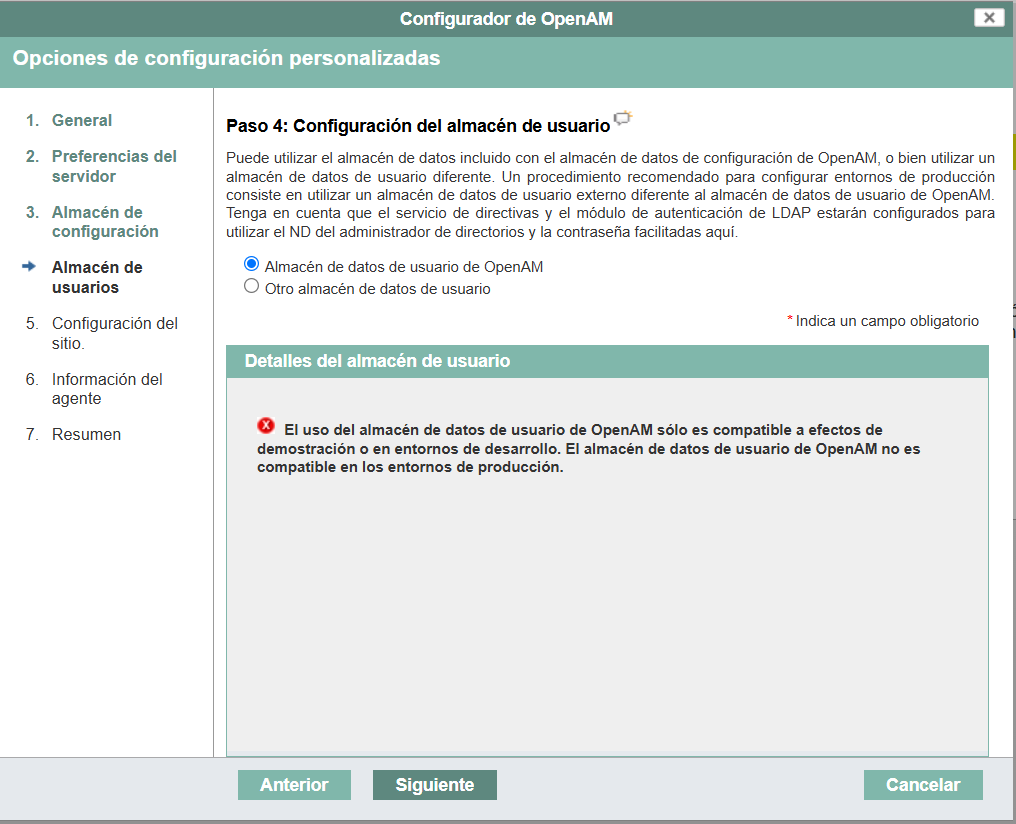 Configurador de OpenAM
Opciones de configuración personalizadas
1. General
2. Preferencias del
servidor
3. Almacén de
configuración
Almacén de
usuarios
5. Configuración del
sitio.
6. Información del
agente
7. Resumen
Paso 4: Configuración del almacén de usuario
Puede utilizar el almacén de datos incluido con el almacén de datos de configuración de OpenAM, o bien utilizar un
almacén de datos de usuario diferente. Un procedimiento recomendado para configurar entornos de producción
consiste en utilizar un almacén de datos de usuario externo diferente al almacén de datos de usuario de OpenAM.
Tenga en cuenta que el servicio de directivas y el módulo de autenticación de LDAP estarán configurados para
utilizar el ND del administrador de directorios y la contraseña facilitadas aquí.
Almacén de datos de usuario de OpenAM
Otro almacén de datos de usuario
* Indica un campo obligatorio
Detalles del almacén de usuario
El uso del almacén de datos de usuario de OpenAM sólo es compatible a efectos de
demostración o en entornos de desarrollo. El almacén de datos de usuario de OpenAM no es
compatible en los entornos de producción.
Anterior
Siguiente
Cancelar